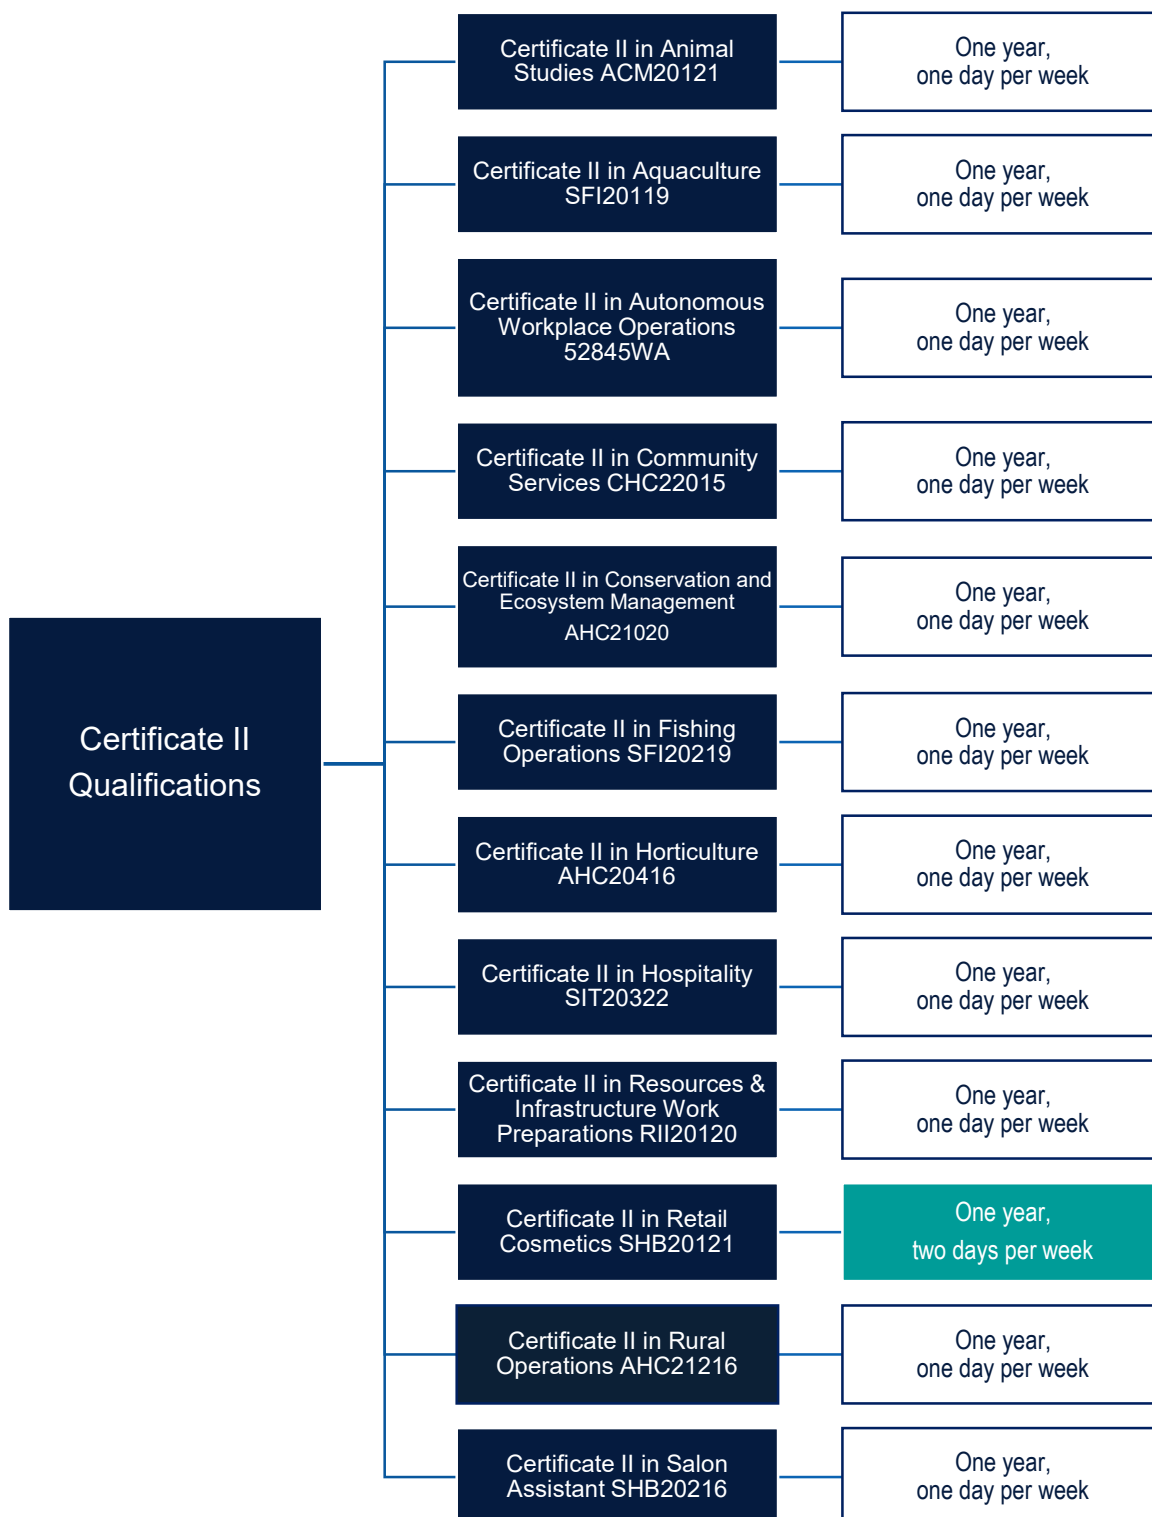 Certificate II in Animal
Studies ACM20121
One year,
one day per week
Certificate II in Aquaculture
SFI20119
One year,
one day per week
Certificate II in Autonomous
Workplace Operations
52845WA
One year,
one day per week
Certificate II in Community
Services CHC22015
One year,
one day per week
Certificate II in Conservation and
Ecosystem Management
AHC21020
One year,
one day per week
Certificate II
Qualifications
Certificate II in Fishing
Operations SFI20219
One year,
one day per week
Certificate II in Horticulture
AHC20416
One year,
one day per week
Certificate II in Hospitality
SIT20322
One year,
one day per week
Certificate II in Resources &
Infrastructure Work
Preparations RII20120
One year,
one day per week
Certificate II in Retail
Cosmetics SHB20121
One year,
two days per week
Certificate II in Rural
Operations AHC21216
One year,
one day per week
Certificate II in Salon
Assistant SHB20216
One year,
one day per week